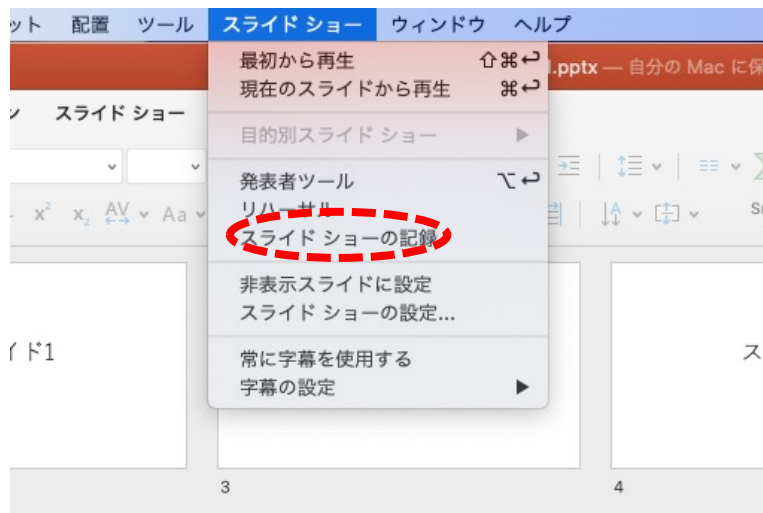 ット 配置 ツール スライド ショー ウィンドウ ヘルプ
最初から再生 ⇧⌘↩
.pptx — 自分の Mac に保
現在のスライドから再生 ⌘↩
スライド ショー
目的別スライド ショー ▶
発表者ツール ⌥↩
リハーサル
x² x₂ AV Aa
スライド ショーの記録
非表示スライドに設定
スライド ショーの設定...
イド1
ス
常に字幕を使用する
字幕の設定 ▶
3 4